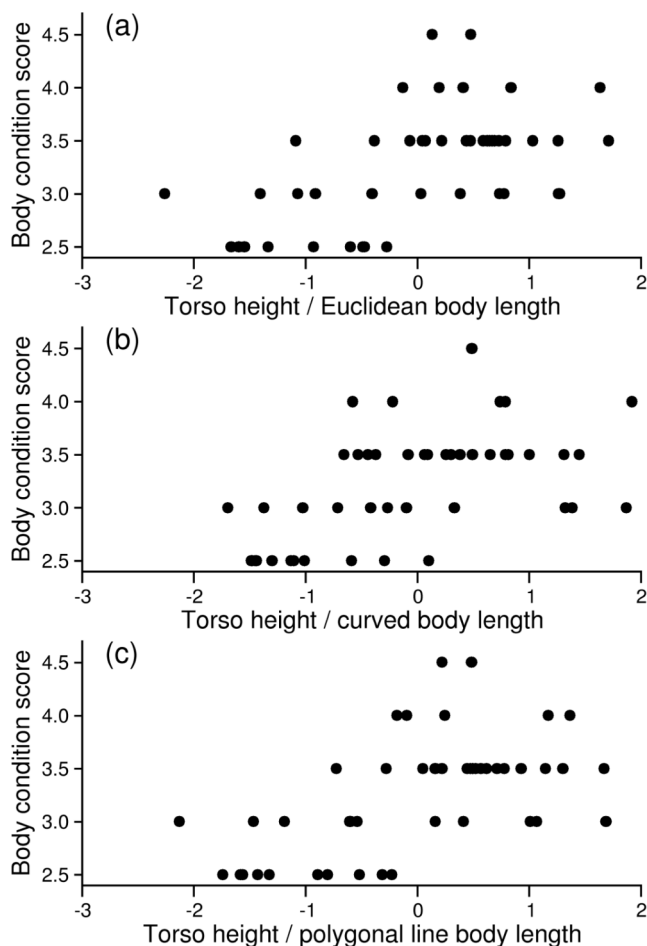 (a)
Body condition score
4.5
4.0
3.5
3.0
2.5
-3 -2 -1 0 1 2
Torso height / Euclidean body length
(b)
Body condition score
4.5
4.0
3.5
3.0
2.5
-3 -1 0 1 2
Torso height / curved body length
(c)
Body condition score
4.5
4.0
3.5
3.0
2.5
-3 -1 0 1 2
Torso height / polygonal line body length